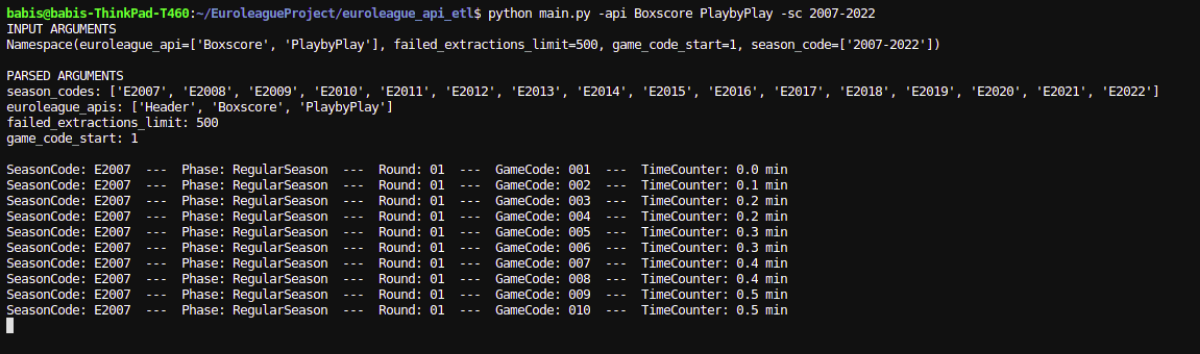 babis@babis-ThinkPad-T460:~/EuroleagueProject/euroleague_api_etl$ python main.py -api Boxscore PlaybyPlay -sc 2007-2022
INPUT ARGUMENTS
Namespace(euroleague_api=['Boxscore', 'PlaybyPlay'], failed_extractions_limit=500, game_code_start=1, season_code=['2007-2022'])

PARSED ARGUMENTS
season_codes: ['E2007', 'E2008', 'E2009', 'E2010', 'E2011', 'E2012', 'E2013', 'E2014', 'E2015', 'E2016', 'E2017', 'E2018', 'E2019', 'E2020', 'E2021', 'E2022']
euroleague_apis: ['Header', 'Boxscore', 'PlaybyPlay']
failed_extractions_limit: 500
game_code_start: 1

SeasonCode: E2007  ---  Phase: RegularSeason  ---  Round: 01  ---  GameCode: 001  ---  TimeCounter: 0.0 min
SeasonCode: E2007  ---  Phase: RegularSeason  ---  Round: 01  ---  GameCode: 002  ---  TimeCounter: 0.1 min
SeasonCode: E2007  ---  Phase: RegularSeason  ---  Round: 01  ---  GameCode: 003  ---  TimeCounter: 0.2 min
SeasonCode: E2007  ---  Phase: RegularSeason  ---  Round: 01  ---  GameCode: 004  ---  TimeCounter: 0.2 min
SeasonCode: E2007  ---  Phase: RegularSeason  ---  Round: 01  ---  GameCode: 005  ---  TimeCounter: 0.3 min
SeasonCode: E2007  ---  Phase: RegularSeason  ---  Round: 01  ---  GameCode: 006  ---  TimeCounter: 0.3 min
SeasonCode: E2007  ---  Phase: RegularSeason  ---  Round: 01  ---  GameCode: 007  ---  TimeCounter: 0.4 min
SeasonCode: E2007  ---  Phase: RegularSeason  ---  Round: 01  ---  GameCode: 008  ---  TimeCounter: 0.4 min
SeasonCode: E2007  ---  Phase: RegularSeason  ---  Round: 01  ---  GameCode: 009  ---  TimeCounter: 0.5 min
SeasonCode: E2007  ---  Phase: RegularSeason  ---  Round: 01  ---  GameCode: 010  ---  TimeCounter: 0.5 min